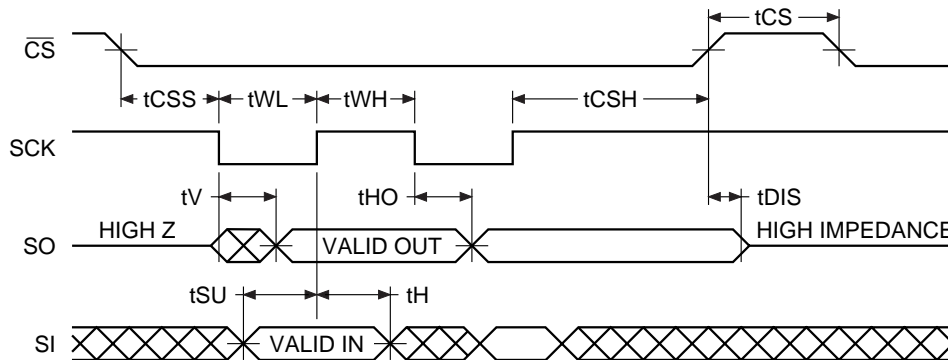 tCS
C̅S̅
tCSS tWL tWH tCSH
SCK
tV tHO tDIS
HIGH Z VALID OUT HIGH IMPEDANCE
SO
tSU tH
SI VALID IN